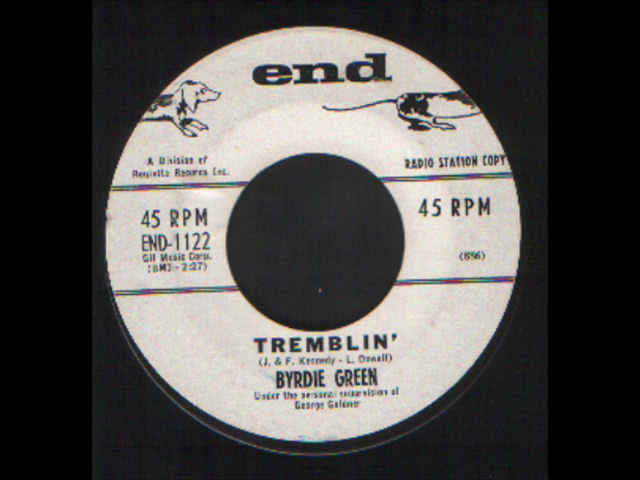 end
A Division of
Roulette Records Inc.
RADIO STATION COPY
45 RPM
END-1122
Gil Music Corp.
(BMI - 2:27)
45 RPM
(656)
TREMBLIN'
(J. & F. Kennedy - L. Dowell)
BYRDIE GREEN
Under the personal supervision of
George Goldner